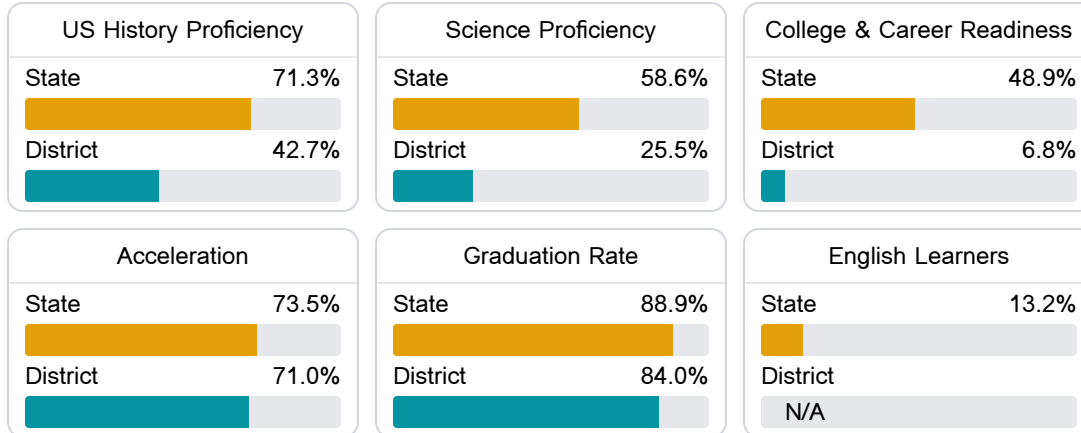 US History Proficiency
State 71.3%
District 42.7%
Science Proficiency
State 58.6%
District 25.5%
College & Career Readiness
State 48.9%
District 6.8%
Acceleration
State 73.5%
District 71.0%
Graduation Rate
State 88.9%
District 84.0%
English Learners
State 13.2%
District
N/A